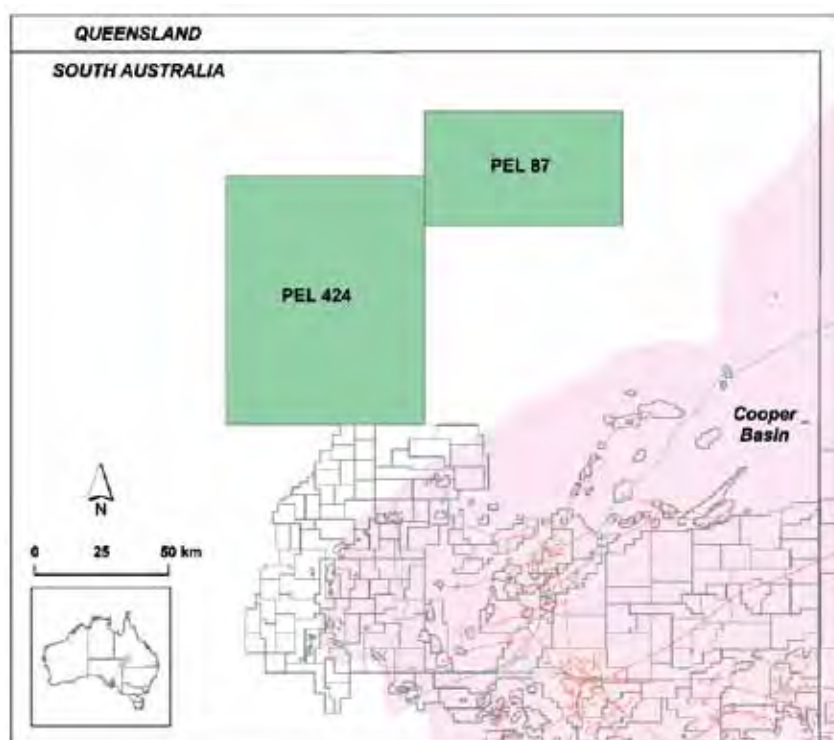 QUEENSLAND
SOUTH AUSTRALIA
PEL 87
PEL 424
Cooper
Basin
N
0 25 50 km